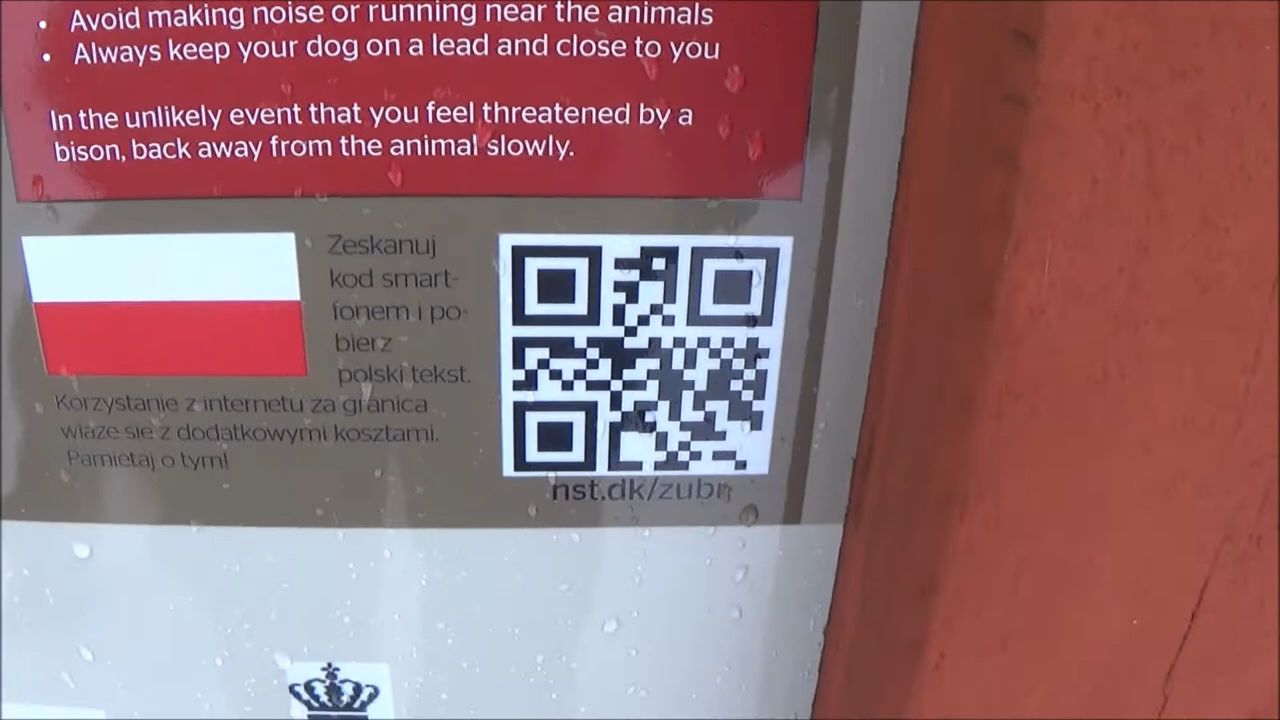 • Avoid making noise or running near the animals
• Always keep your dog on a lead and close to you
In the unlikely event that you feel threatened by a
bison, back away from the animal slowly.
Zeskanuj
kod smart-
fonem i po-
bierz
polski tekst.
Korzystanie z internetu za granica
wiaze sie z dodatkowymi kosztami.
Pamietaj o tym!
nst.dk/zubr